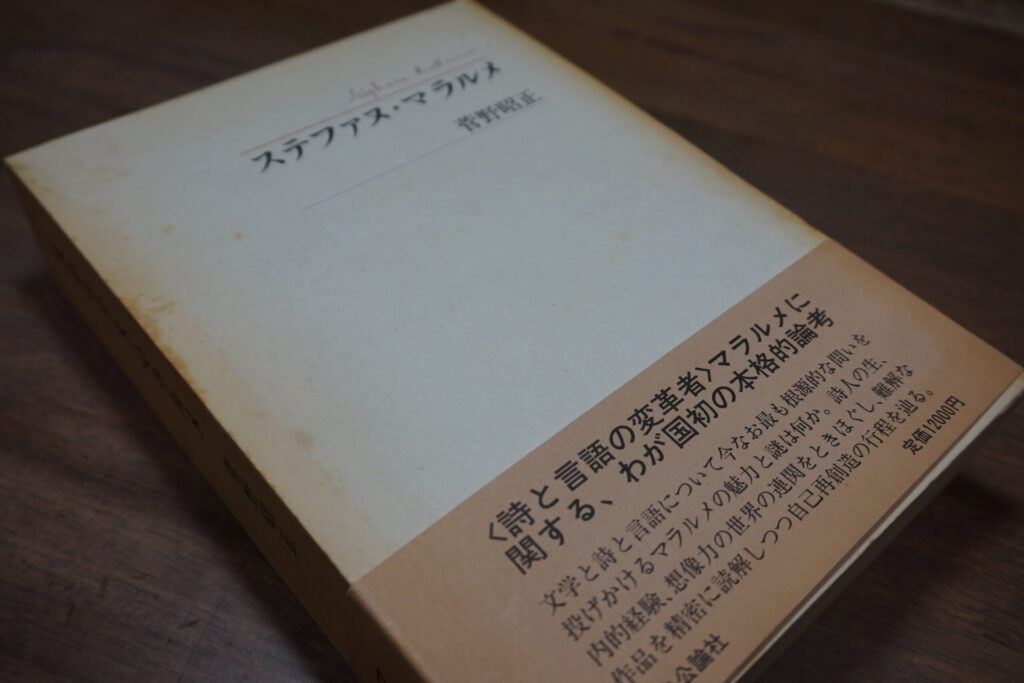 ステファヌ・マラルメ
菅野昭正
〈詩と言語の変革者〉マラルメに
関する、わが国初の本格的論考
文学と詩と言語について今なお最も根源的な問いを
投げかけるマラルメの魅力と謎は何か。詩人の生、
内的経験、想像力の世界の連関をときほぐし、難解な
作品を精密に読解しつつ自己再創造の行程を辿る。
定価12000円
公論社